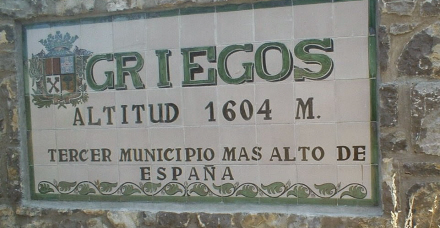 GRIEGOS
ALTITUD 1604 M.
TERCER MUNICIPIO MAS ALTO DE
ESPAÑA